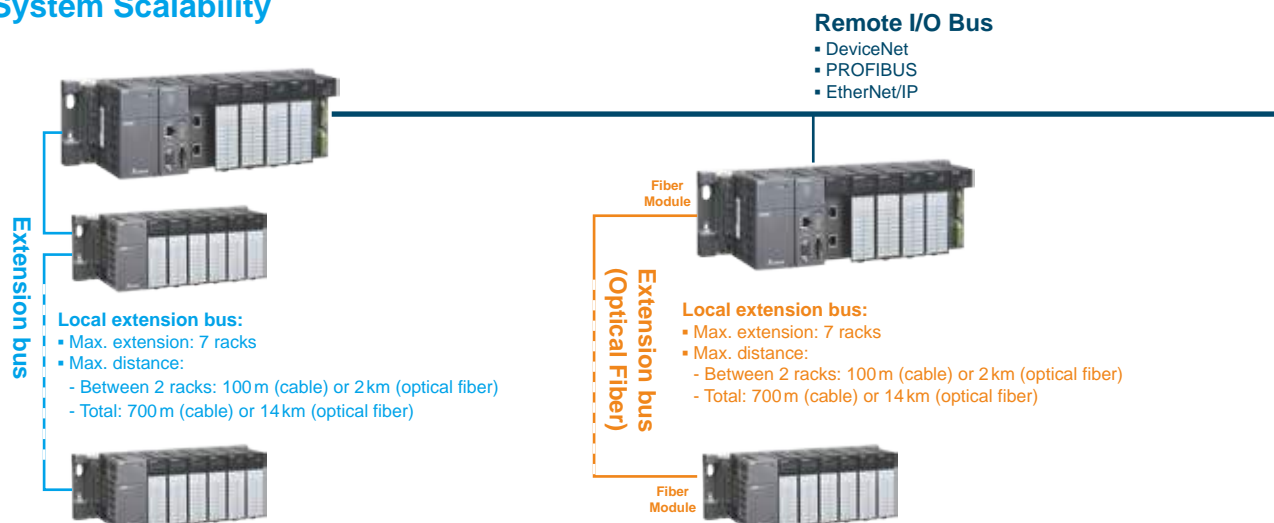 System Scalability
Remote I/O Bus
▪ DeviceNet
▪ PROFIBUS
▪ EtherNet/IP
Extension bus
Local extension bus:
▪ Max. extension: 7 racks
▪ Max. distance:
- Between 2 racks: 100 m (cable) or 2 km (optical fiber)
- Total: 700 m (cable) or 14 km (optical fiber)
Fiber
Module
Extension bus
(Optical Fiber)
Local extension bus:
▪ Max. extension: 7 racks
▪ Max. distance:
- Between 2 racks: 100 m (cable) or 2 km (optical fiber)
- Total: 700 m (cable) or 14 km (optical fiber)
Fiber
Module